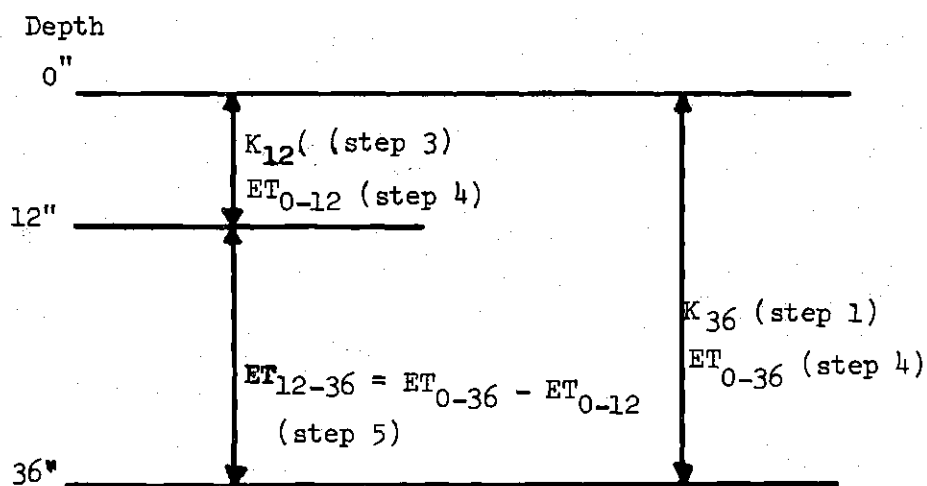 Depth
0"
K12( (step 3)
ET0-12 (step 4)
12"
K36 (step 1)
ET0-36 (step 4)
ET12-36 = ET0-36 - ET0-12
(step 5)
36"